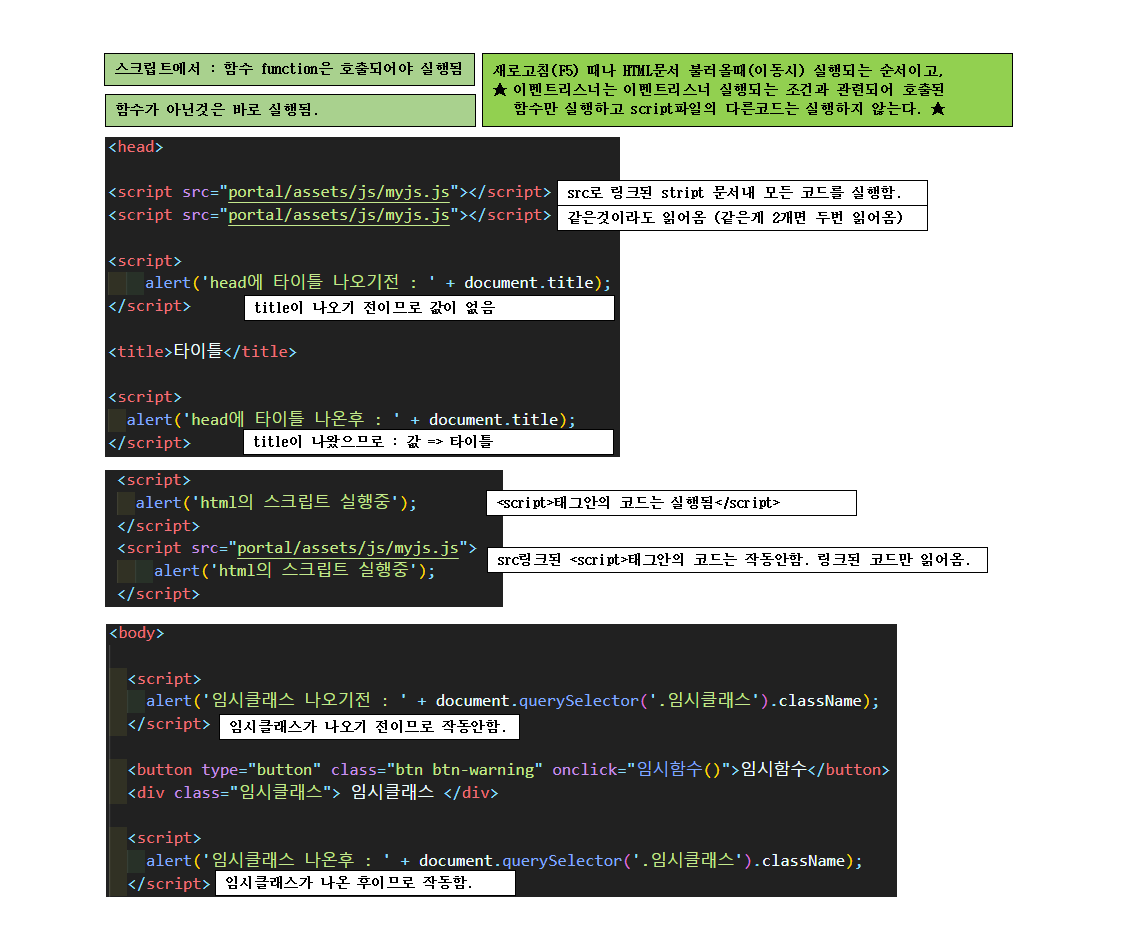 스크립트에서 : 함수 function은 호출되어야 실행됨
함수가 아닌것은 바로 실행됨.
새로고침(F5) 때나 HTML문서 불러올때(이동시) 실행되는 순서이고,
★ 이벤트리스너는 이벤트리스너 실행되는 조건과 관련되어 호출된
함수만 실행하고 script파일의 다른코드는 실행하지 않는다. ★
<head>
<script src="portal/assets/js/myjs.js"></script>
src로 링크된 stript 문서내 모든 코드를 실행함.
<script src="portal/assets/js/myjs.js"></script>
같은것이라도 읽어옴 (같은게 2개면 두번 읽어옴)
<script>
alert('head에 타이틀 나오기전 : ' + document.title);
</script>
title이 나오기 전이므로 값이 없음
<title>타이틀</title>
<script>
alert('head에 타이틀 나온후 : ' + document.title);
</script>
title이 나왔으므로 : 값 => 타이틀
<script>
alert('html의 스크립트 실행중');
<script>태그안의 코드는 실행됨</script>
</script>
<script src="portal/assets/js/myjs.js">
src링크된 <script>태그안의 코드는 작동안함. 링크된 코드만 읽어옴.
alert('html의 스크립트 실행중');
</script>
<body>
<script>
alert('임시클래스 나오기전 : ' + document.querySelector('.임시클래스').className);
</script>
임시클래스가 나오기 전이므로 작동안함.
<button type="button" class="btn btn-warning" onclick="임시함수()">임시함수</button>
<div class="임시클래스"> 임시클래스 </div>
<script>
alert('임시클래스 나온후 : ' + document.querySelector('.임시클래스').className);
</script>
임시클래스가 나온 후이므로 작동함.